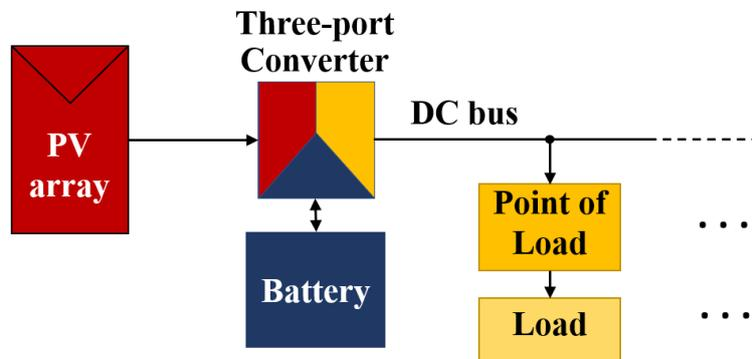 Three-port
Converter
DC bus
PV
array
Point of
Load
Battery
Load